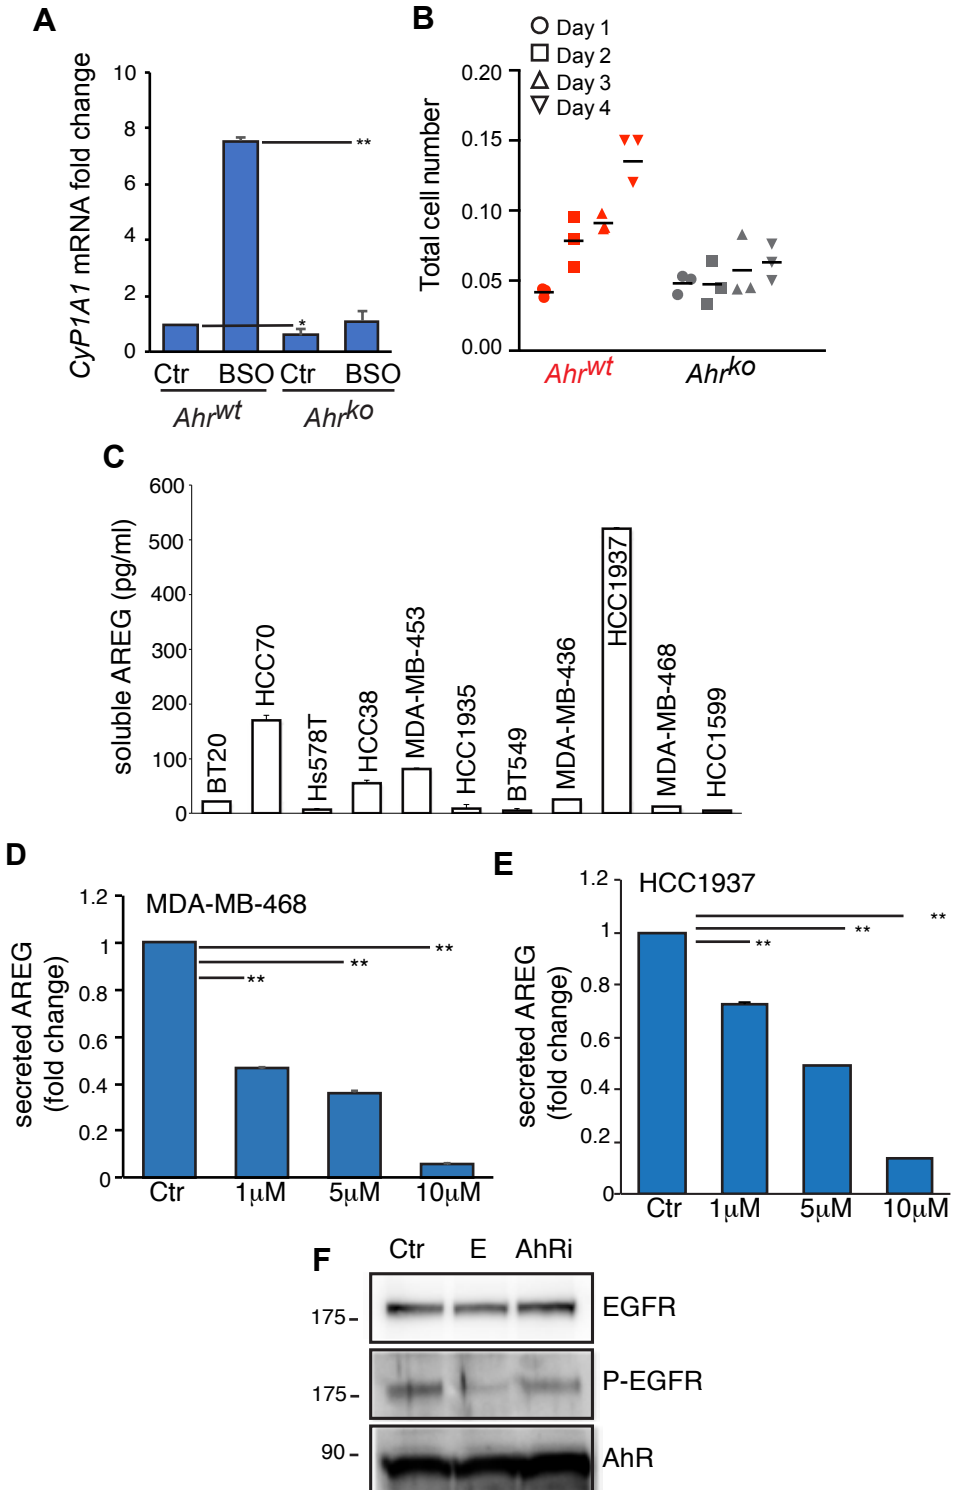 A
CyP1A1 mRNA fold change
10
8
6
4
2
0
**
*
Ctr BSO Ctr BSO
Ahrwt Ahrko
B
Day 1
Day 2
Day 3
Day 4
Total cell number
0.20
0.15
0.10
0.05
0.00
Ahrwt Ahrko
C
soluble AREG (pg/ml)
600
500
400
300
200
100
0
BT20
HCC70
Hs578T
HCC38
MDA-MB-453
HCC1935
BT549
MDA-MB-436
HCC1937
MDA-MB-468
HCC1599
D
MDA-MB-468
secreted AREG
(fold change)
1.2
1
0.8
0.6
0.4
0.2
0
**
**
**
Ctr 1µM 5µM 10µM
E
HCC1937
secreted AREG
(fold change)
1.2
1
0.8
0.6
0.4
0.2
0
**
**
**
Ctr 1µM 5µM 10µM
F
Ctr E AhRi
175 EGFR
175 P-EGFR
90 AhR